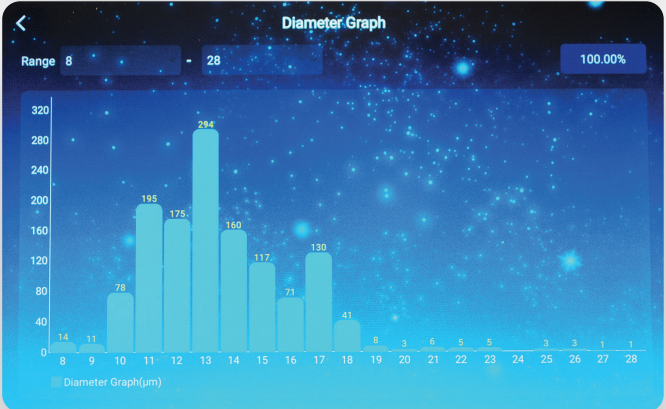 Diameter Graph
Range 8 - 28 100.00%
320
280
240
200
160
120
80
40
0
14 11 78 195 175 294 160 117 71 130 41 8 3 6 5 5 3 3 1 1
8 9 10 11 12 13 14 15 16 17 18 19 20 21 22 23 24 25 26 27 28
Diameter Graph(μm)